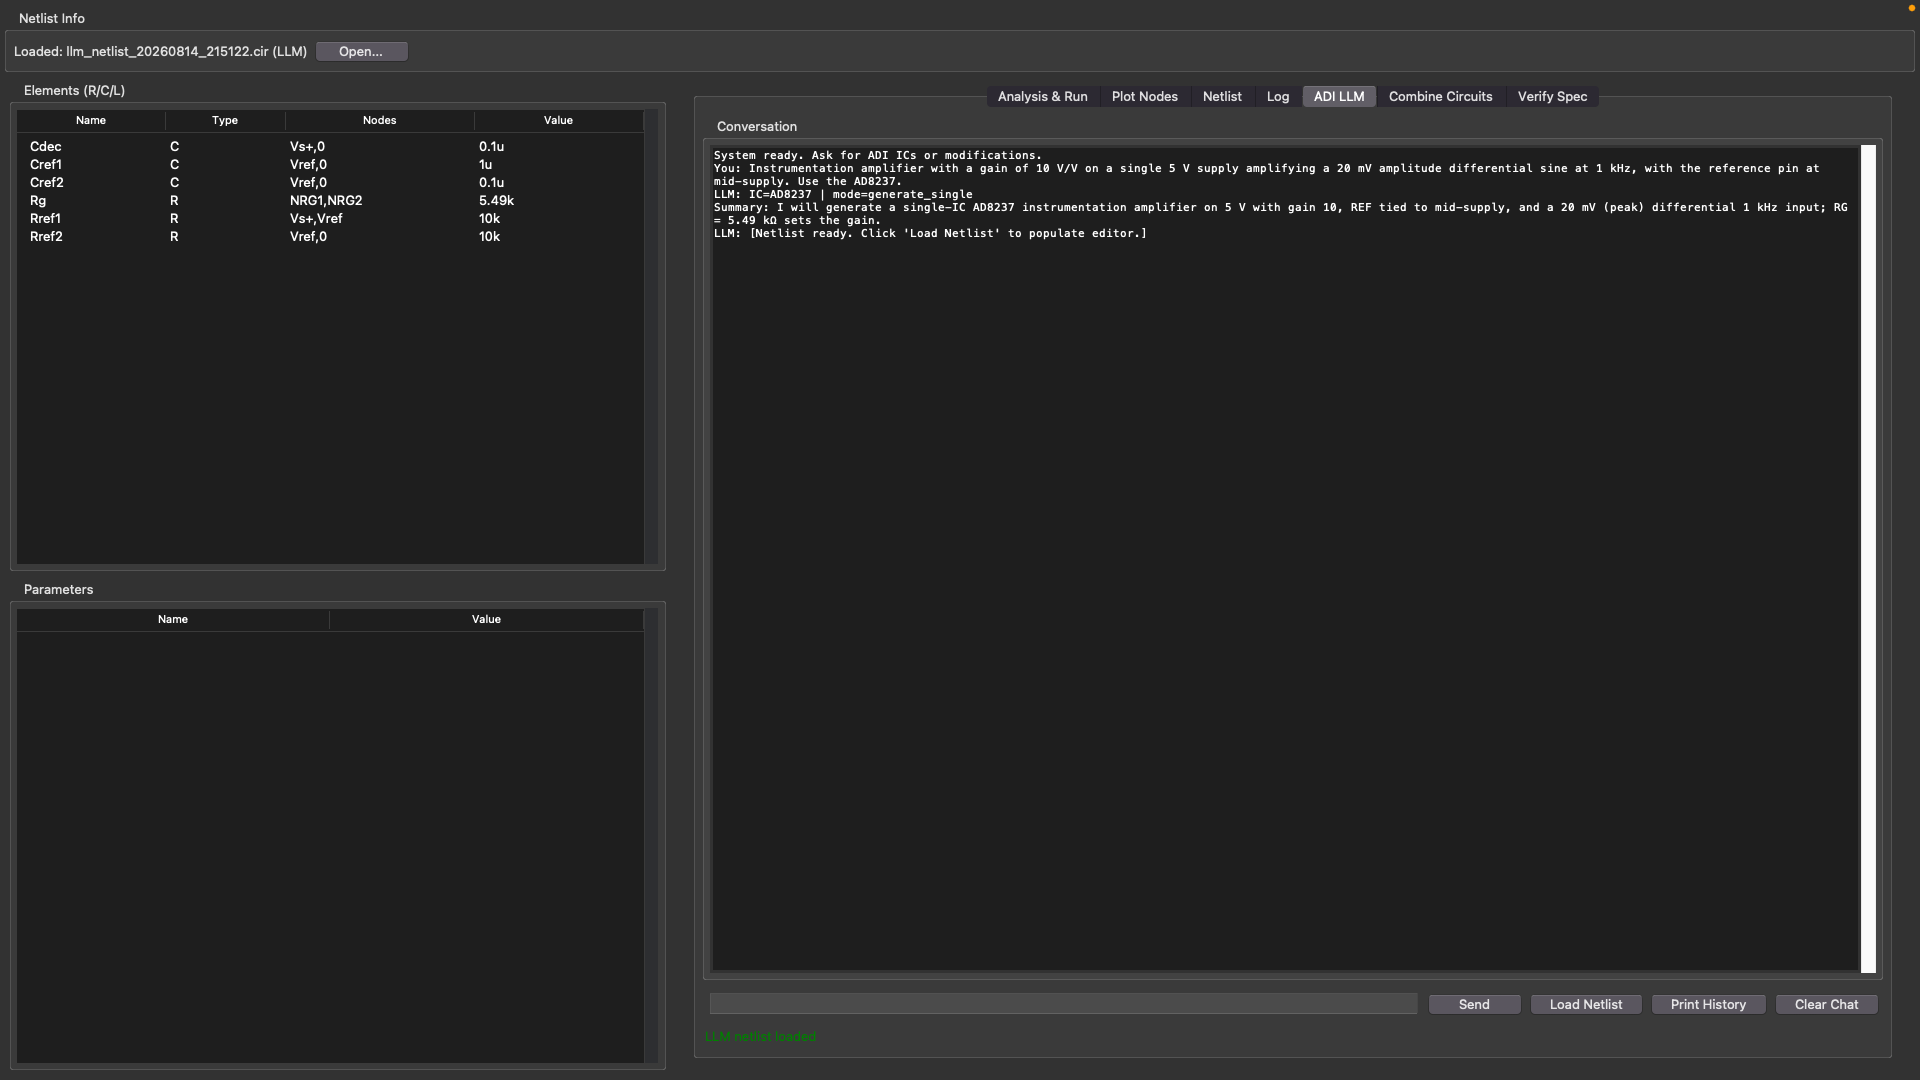 Netlist Info
Loaded: llm_netlist_20260814_215122.cir (LLM) Open...
Elements (R/C/L)
Name Type Nodes Value
Cdec C Vs+,0 0.1u
Cref1 C Vref,0 1u
Cref2 C Vref,0 0.1u
Rg R NRG1,NRG2 5.49k
Rref1 R Vs+,Vref 10k
Rref2 R Vref,0 10k
Parameters
Name Value
Analysis & Run Plot Nodes Netlist Log ADI LLM Combine Circuits Verify Spec
Conversation
System ready. Ask for ADI ICs or modifications.
You: Instrumentation amplifier with a gain of 10 V/V on a single 5 V supply amplifying a 20 mV amplitude differential sine at 1 kHz, with the reference pin at
mid-supply. Use the AD8237.
LLM: IC=AD8237 | mode=generate_single
Summary: I will generate a single-IC AD8237 instrumentation amplifier on 5 V with gain 10, REF tied to mid-supply, and a 20 mV (peak) differential 1 kHz input; RG
= 5.49 kΩ sets the gain.
LLM: [Netlist ready. Click 'Load Netlist' to populate editor.]
Send Load Netlist Print History Clear Chat
LLM netlist loaded